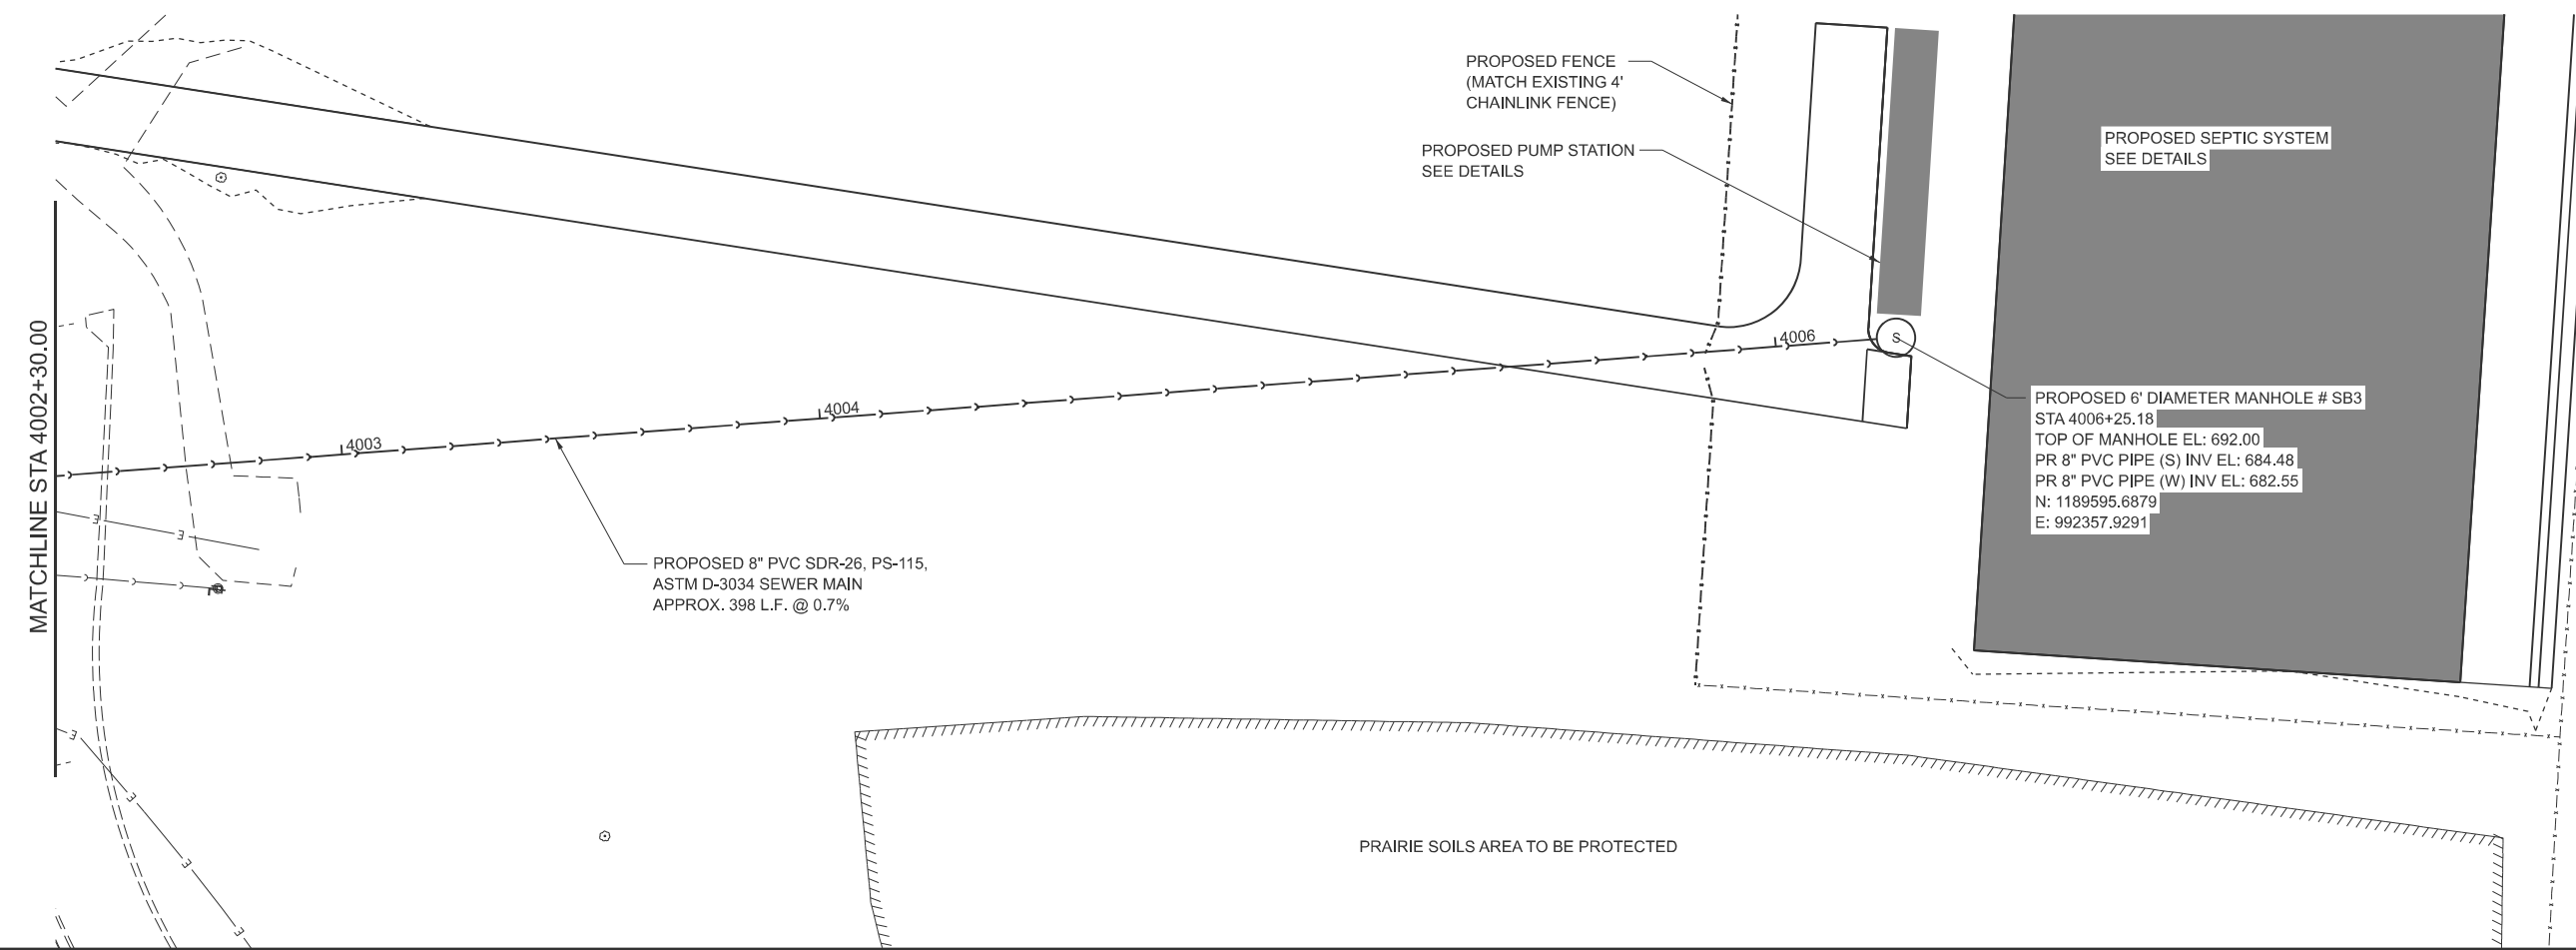 PROPOSED FENCE
(MATCH EXISTING 4'
CHAINLINK FENCE)
PROPOSED PUMP STATION
SEE DETAILS
PROPOSED SEPTIC SYSTEM
SEE DETAILS
MATCHLINE STA 4002+30.00
4003
4004
4006
S
PROPOSED 6' DIAMETER MANHOLE # SB3
STA 4006+25.18
TOP OF MANHOLE EL: 692.00
PR 8" PVC PIPE (S) INV EL: 684.48
PR 8" PVC PIPE (W) INV EL: 682.55
N: 1189595.6879
E: 992357.9291
PROPOSED 8" PVC SDR-26, PS-115,
ASTM D-3034 SEWER MAIN
APPROX. 398 L.F. @ 0.7%
E
E
E
E
E
E
PRAIRIE SOILS AREA TO BE PROTECTED